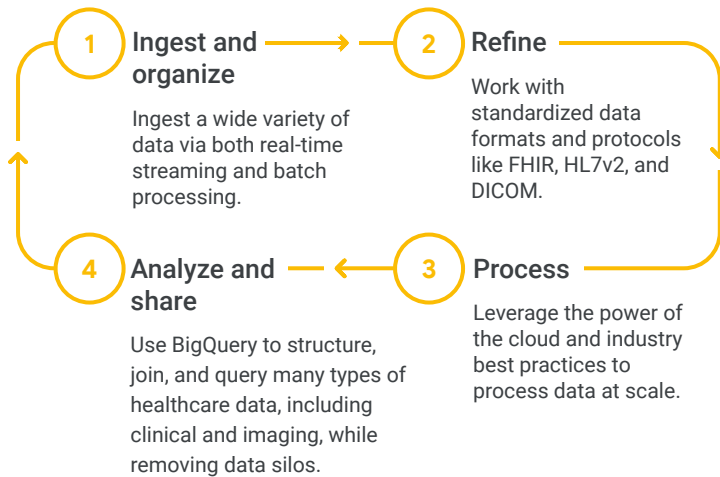 1
Ingest and
organize
Ingest a wide variety of
data via both real-time
streaming and batch
processing.
2
Refine
Work with
standardized data
formats and protocols
like FHIR, HL7v2, and
DICOM.
3
Process
Leverage the power of
the cloud and industry
best practices to
process data at scale.
4
Analyze and
share
Use BigQuery to structure,
join, and query many types of
healthcare data, including
clinical and imaging, while
removing data silos.